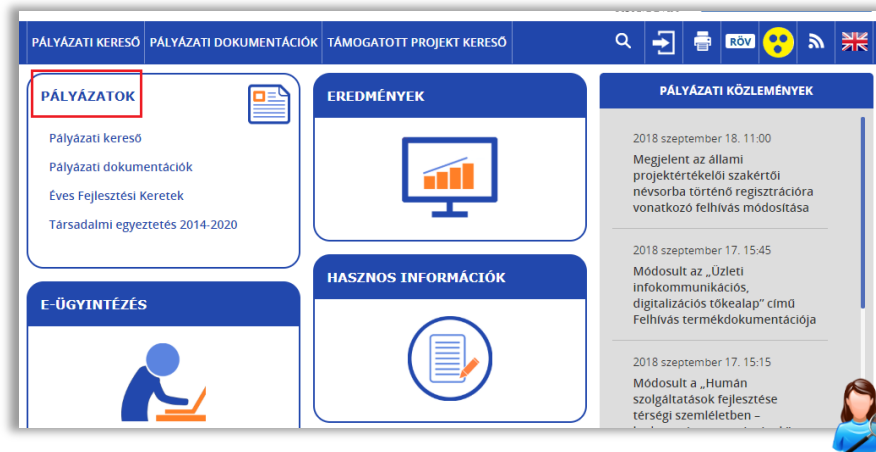 PÁLYÁZATI KERESŐ PÁLYÁZATI DOKUMENTÁCIÓK TÁMOGATOTT PROJEKT KERESŐ RÖV
PÁLYÁZATOK
Pályázati kereső
Pályázati dokumentációk
Éves Fejlesztési Keretek
Társadalmi egyeztetés 2014-2020
E-ÜGYINTÉZÉS
EREDMÉNYEK
HASZNOS INFORMÁCIÓK
PÁLYÁZATI KÖZLEMÉNYEK
2018 szeptember 18. 11:00
Megjelent az állami
projektértékelői szakértői
névsorba történő regisztrációra
vonatkozó felhívás módosítása
2018 szeptember 17. 15:45
Módosult az „Üzleti
infokommunikációs,
digitalizációs tőkealap” című
Felhívás termékdokumentációja
2018 szeptember 17. 15:15
Módosult a „Humán
szolgáltatások fejlesztése
térségi szemléletben –